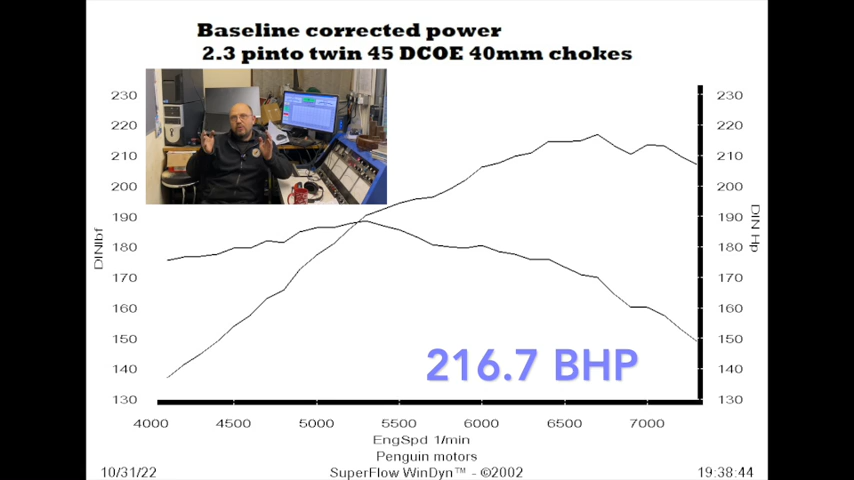 Baseline corrected power
2.3 pinto twin 45 DCOE 40mm chokes
230 230
220 220
210 210
200 200
190 190
DINlbf DIN Hp
180 180
170 170
160 160
150 150
216.7 BHP
140 140
130 130
4000 4500 5000 5500 6000 6500 7000
EngSpd 1/min
Penguin motors
10/31/22 SuperFlow WinDyn™ - ©2002 19:38:44